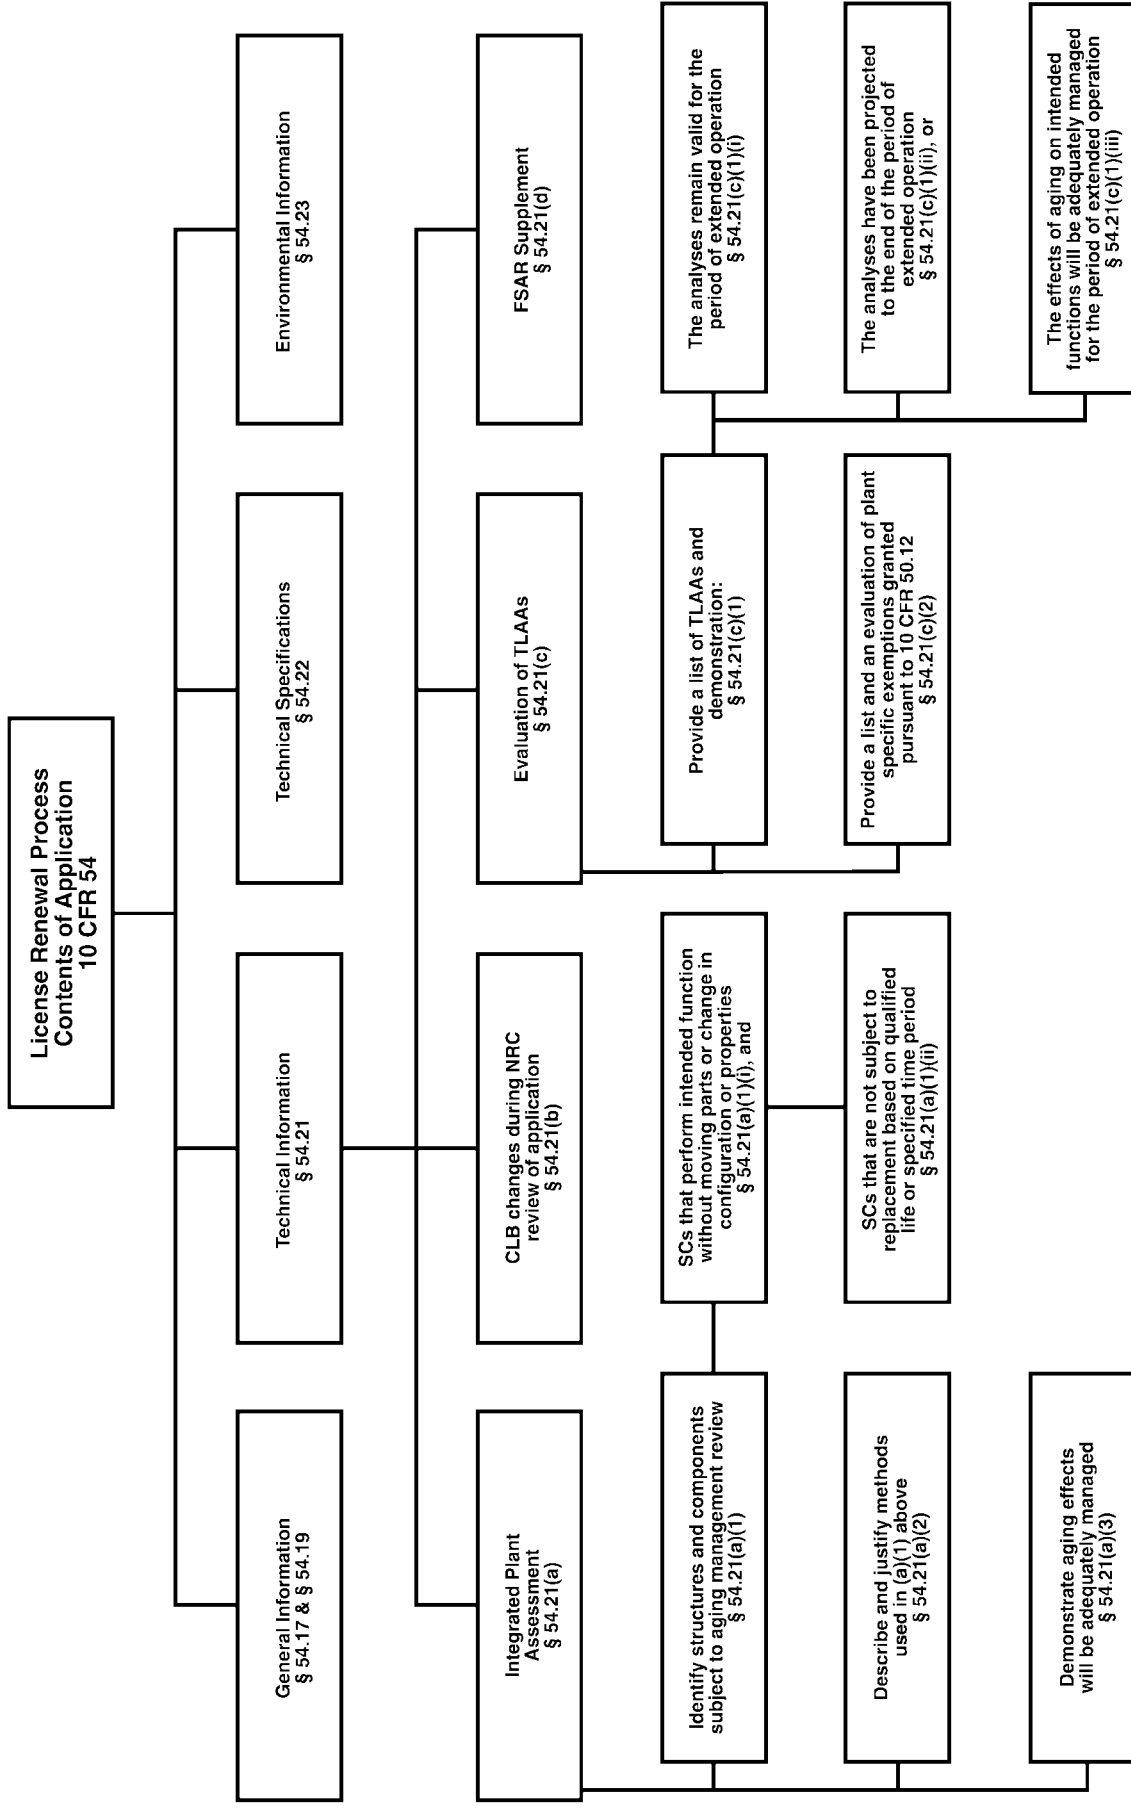 License Renewal Process
Contents of Application
10 CFR 54
General Information
§ 54.17 & § 54.19
Technical Information
§ 54.21
Technical Specifications
§ 54.22
Environmental Information
§ 54.23
Integrated Plant
Assessment
§ 54.21(a)
CLB changes during NRC
review of application
§ 54.21(b)
Evaluation of TLAAs
§ 54.21(c)
FSAR Supplement
§ 54.21(d)
Identify structures and components
subject to aging management review
§ 54.21(a)(1)
SCs that perform intended function
without moving parts or change in
configuration or properties
§ 54.21(a)(1)(i), and
Provide a list of TLAAs and
demonstration:
§ 54.21(c)(1)
The analyses remain valid for the
period of extended operation
§ 54.21(c)(1)(i)
Describe and justify methods
used in (a)(1) above
§ 54.21(a)(2)
SCs that are not subject to
replacement based on qualified
life or specified time period
§ 54.21(a)(1)(ii)
Provide a list and an evaluation of plant
specific exemptions granted
pursuant to 10 CFR 50.12
§ 54.21(c)(2)
The analyses have been projected
to the end of the period of
extended operation
§ 54.21(c)(1)(ii), or
Demonstrate aging effects
will be adequately managed
§ 54.21(a)(3)
The effects of aging on intended
functions will be adequately managed
for the period of extended operation
§ 54.21(c)(1)(iii)